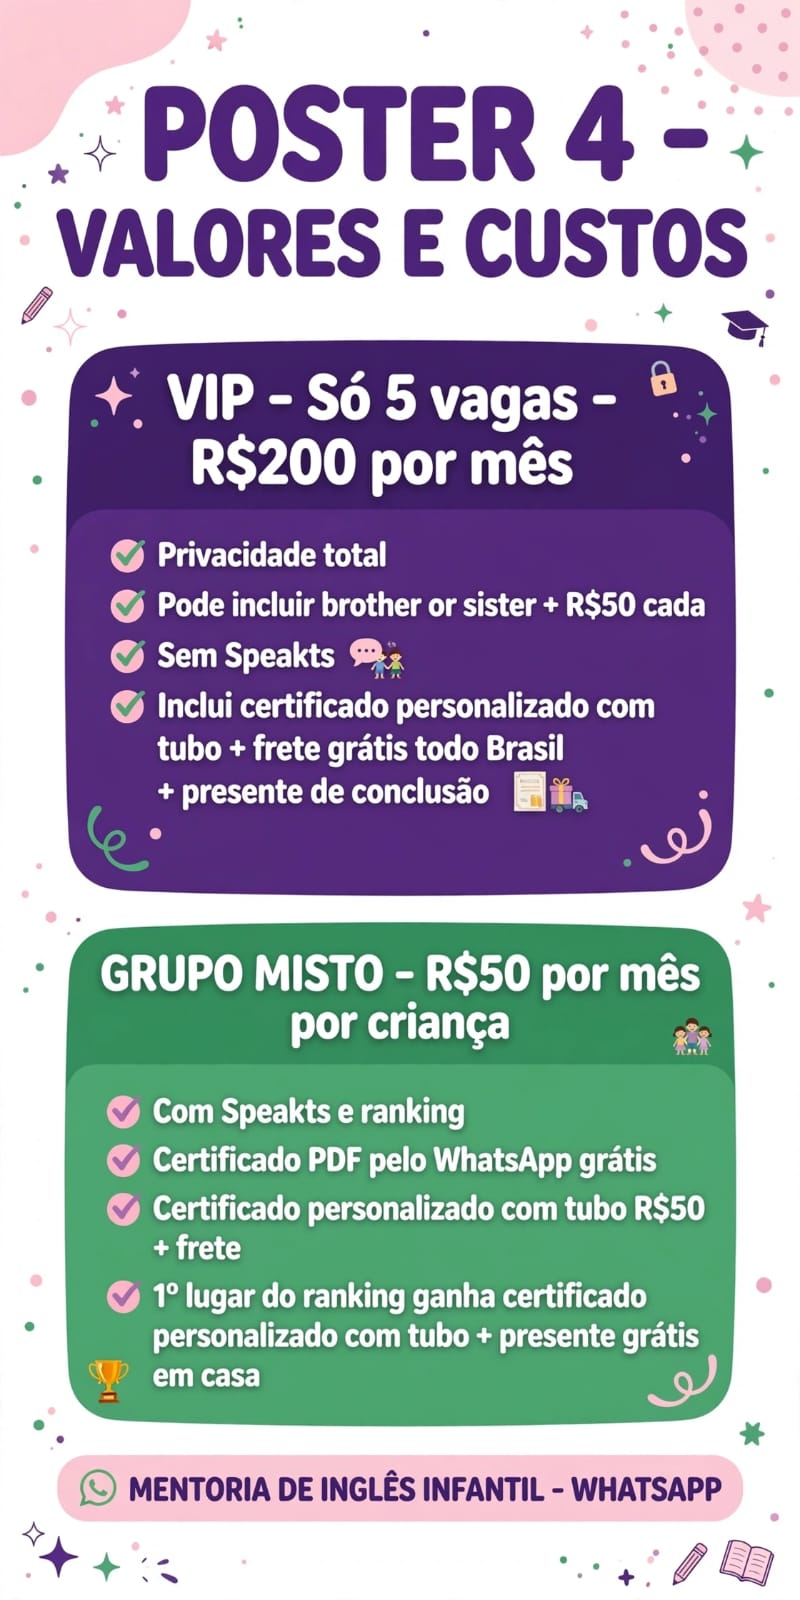 POSTER 4 -
VALORES E CUSTOS
VIP - Só 5 vagas -
R$200 por mês
Privacidade total
Pode incluir brother or sister + R$50 cada
Sem Speakts
Inclui certificado personalizado com
tubo + frete grátis todo Brasil
+ presente de conclusão
GRUPO MISTO - R$50 por mês
por criança
Com Speakts e ranking
Certificado PDF pelo WhatsApp grátis
Certificado personalizado com tubo R$50
+ frete
1º lugar do ranking ganha certificado
personalizado com tubo + presente grátis
em casa
MENTORIA DE INGLÊS INFANTIL - WHATSAPP